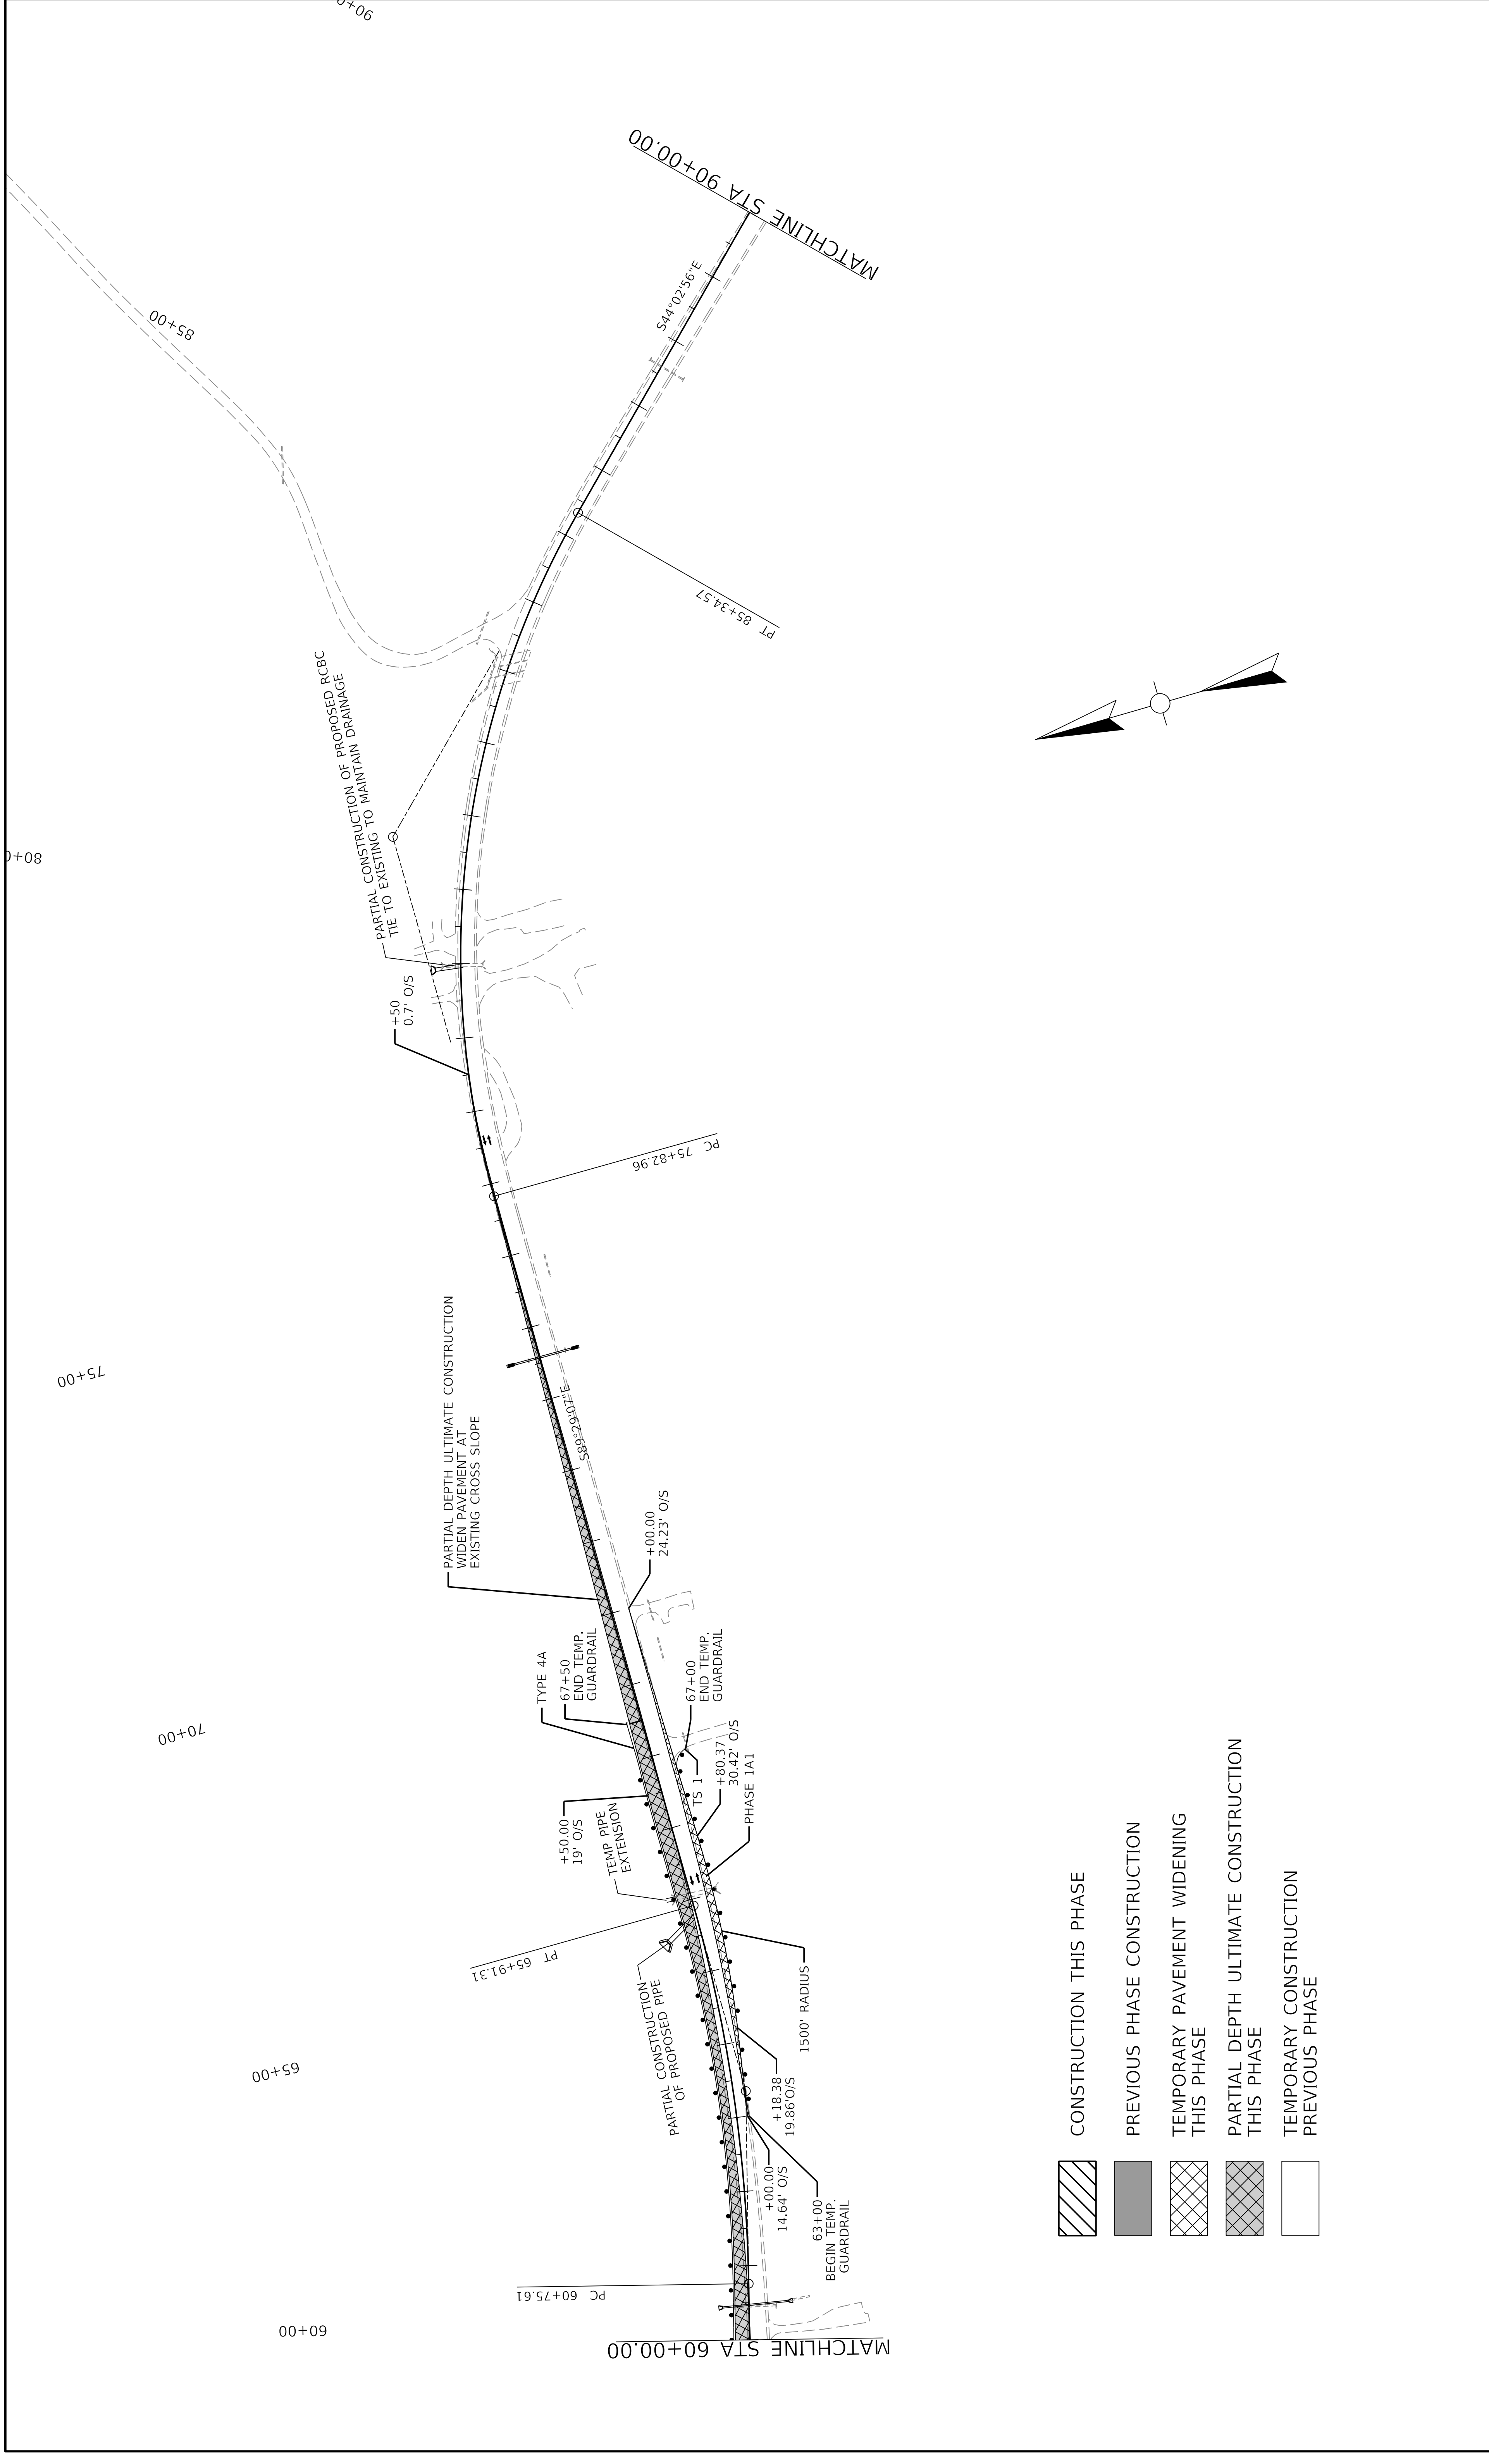 90+0
MATCHLINE STA 90+00.00
S44°02'56"E
85+00
PT 85+34.57
PARTIAL CONSTRUCTION OF PROPOSED RCBC
TIE TO EXISTING TO MAINTAIN DRAINAGE
80+0
+50
0.7' O/S
PC 75+82.96
75+00
PARTIAL DEPTH ULTIMATE CONSTRUCTION
WIDEN PAVEMENT AT
EXISTING CROSS SLOPE
S89°29'07"E
+00.00
24.23' O/S
70+00
TYPE 4A
67+50
END TEMP.
GUARDRAIL
67+00
END TEMP.
GUARDRAIL
TS 1
+80.37
30.42' O/S
PHASE 1A1
+50.00
19' O/S
TEMP PIPE
EXTENSION
PT 65+91.31
PARTIAL CONSTRUCTION
OF PROPOSED PIPE
1500' RADIUS
65+00
+18.38
19.86'O/S
+00.00
14.64' O/S
63+00
BEGIN TEMP.
GUARDRAIL
PC 60+75.61
60+00
MATCHLINE STA 60+00.00
CONSTRUCTION THIS PHASE
PREVIOUS PHASE CONSTRUCTION
TEMPORARY PAVEMENT WIDENING
THIS PHASE
PARTIAL DEPTH ULTIMATE CONSTRUCTION
THIS PHASE
TEMPORARY CONSTRUCTION
PREVIOUS PHASE